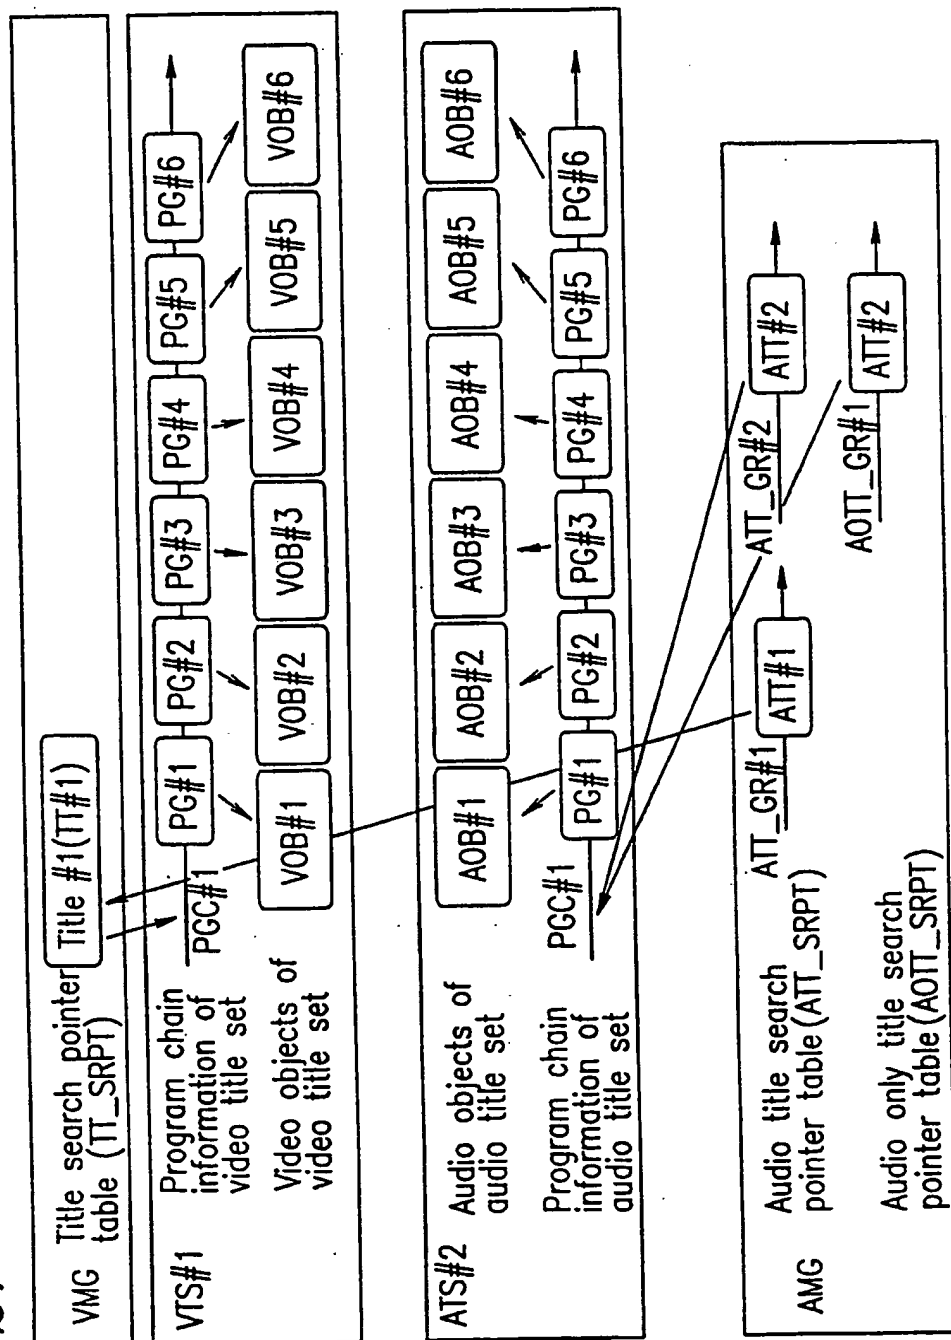 VMG
Title search pointer
table (TT_SRPT)
Title #1(TT#1)
VTS#1
Program chain
information of
video title set
PGC#1
PG#1
PG#2
PG#3
PG#4
PG#5
PG#6
Video objects of
video title set
VOB#1
VOB#2
VOB#3
VOB#4
VOB#5
VOB#6
ATS#2
Audio objects of
audio title set
AOB#1
AOB#2
AOB#3
AOB#4
AOB#5
AOB#6
Program chain
information of
audio title set
PGC#1
PG#1
PG#2
PG#3
PG#4
PG#5
PG#6
AMG
Audio title search
pointer table(ATT_SRPT)
ATT_GR#1
ATT#1
ATT_GR#2
ATT#2
Audio only title search
pointer table(AOTT_SRPT)
AOTT_GR#1
ATT#2